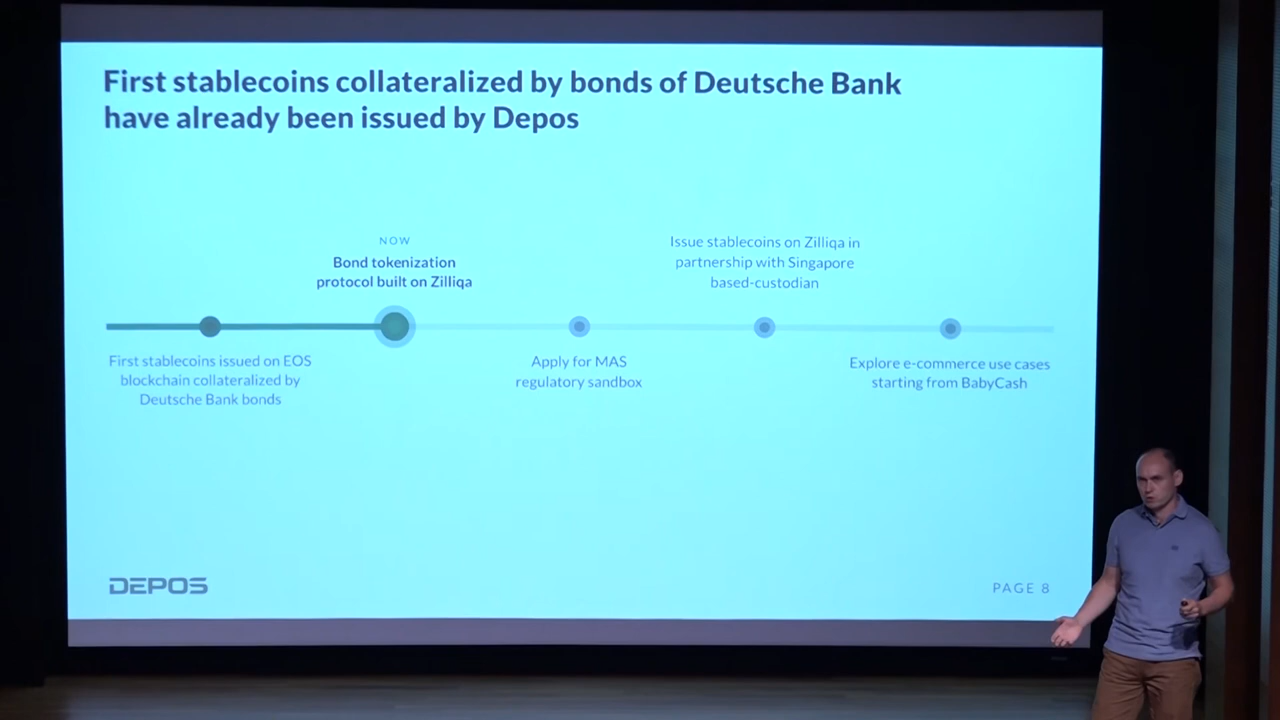 First stablecoins collateralized by bonds of Deutsche Bank
have already been issued by Depos
NOW
Bond tokenization
protocol built on Zilliqa
Issue stablecoins on Zilliqa in
partnership with Singapore
based-custodian
First stablecoins issued on EOS
blockchain collateralized by
Deutsche Bank bonds
Apply for MAS
regulatory sandbox
Explore e-commerce use cases
starting from BabyCash
DEPOS
PAGE 8